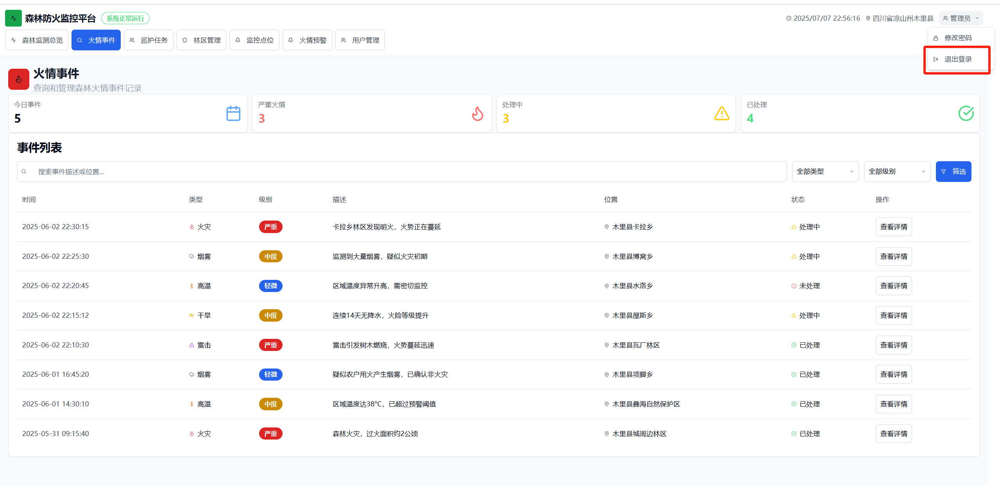 森林防火监控平台 系统正常运行 2025/07/07 22:56:16 四川省凉山州木里县 管理员
森林监测总览 火情事件 巡护任务 林区管理 监控点位 火情预警 用户管理
修改密码
退出登录
火情事件
查询和管理森林火情事件记录
今日事件 严重火情 处理中 已处理
5 3 3 4
事件列表
搜索事件描述或位置... 全部类型 全部级别 筛选
时间 类型 级别 描述 位置 状态 操作
2025-06-02 22:30:15 火灾 严重 卡拉乡林区发现明火，火势正在蔓延 木里县卡拉乡 处理中 查看详情
2025-06-02 22:25:30 烟雾 中度 监测到大量烟雾，疑似火灾初期 木里县博窝乡 处理中 查看详情
2025-06-02 22:20:45 高温 轻微 区域温度异常升高，需密切监控 木里县水洛乡 未处理 查看详情
2025-06-02 22:15:12 干旱 中度 连续14天无降水，火险等级提升 木里县屋斯乡 处理中 查看详情
2025-06-02 22:10:30 雷击 严重 雷击引发树木燃烧，火势蔓延迅速 木里县瓦厂林区 已处理 查看详情
2025-06-01 16:45:20 烟雾 轻微 疑似农户用火产生烟雾，已确认非火灾 木里县项脚乡 已处理 查看详情
2025-06-01 14:30:10 高温 中度 区域温度达38°C，已超过预警阈值 木里县彝海自然保护区 已处理 查看详情
2025-05-31 09:15:40 火灾 严重 森林火灾，过火面积约2公顷 木里县城周边林区 已处理 查看详情